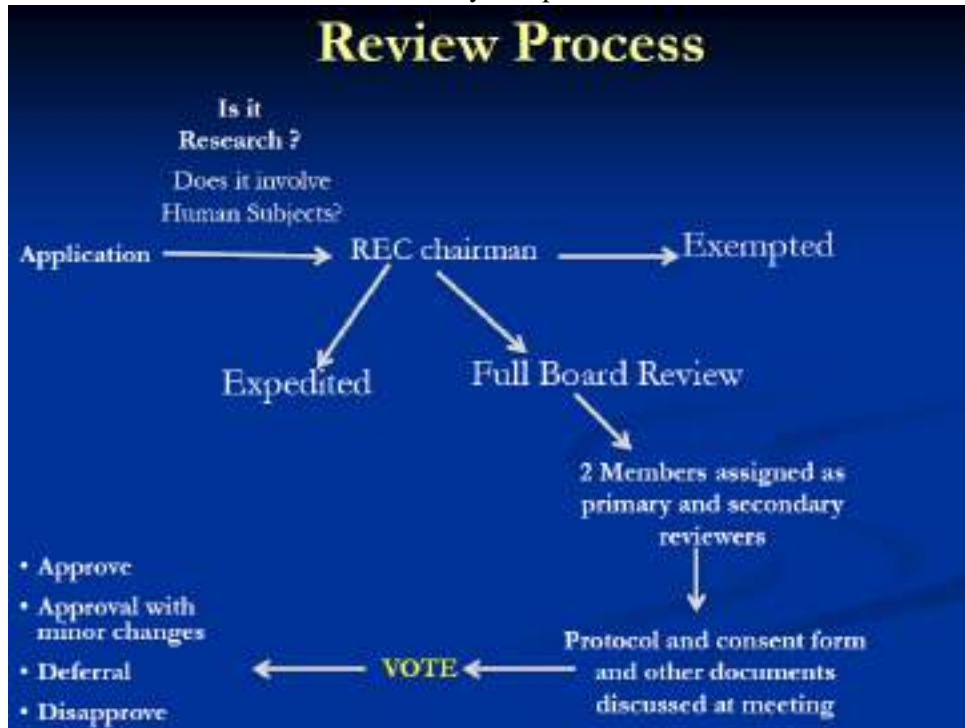 Review Process
Is it
Research ?
Does it involve
Human Subjects?
Application
REC chairman
Exempted
Expedited
Full Board Review
2 Members assigned as
primary and secondary
reviewers
Protocol and consent form
and other documents
discussed at meeting
VOTE
• Approve
• Approval with
minor changes
• Deferral
• Disapprove